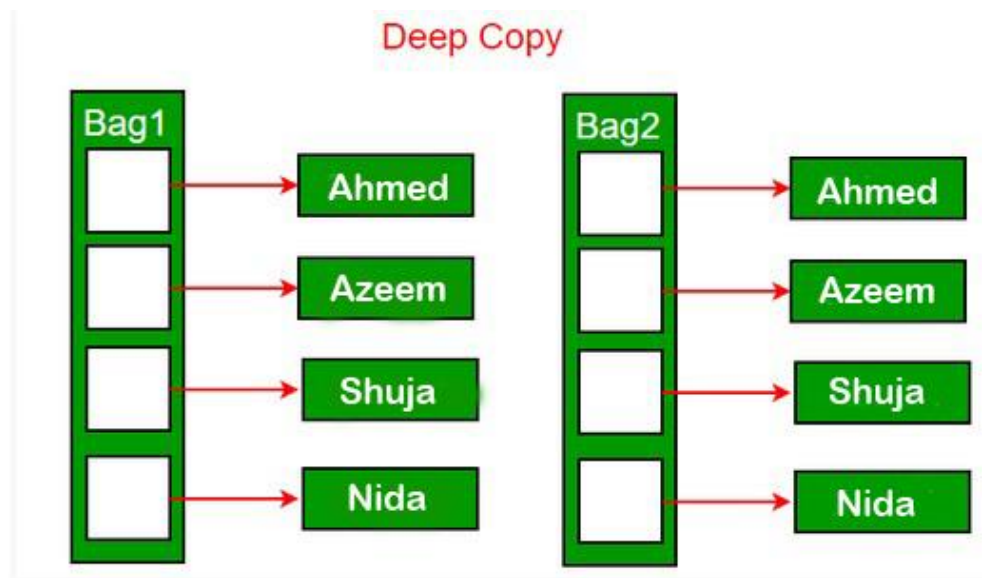 Deep Copy
Bag1
Ahmed
Azeem
Shuja
Nida
Bag2
Ahmed
Azeem
Shuja
Nida